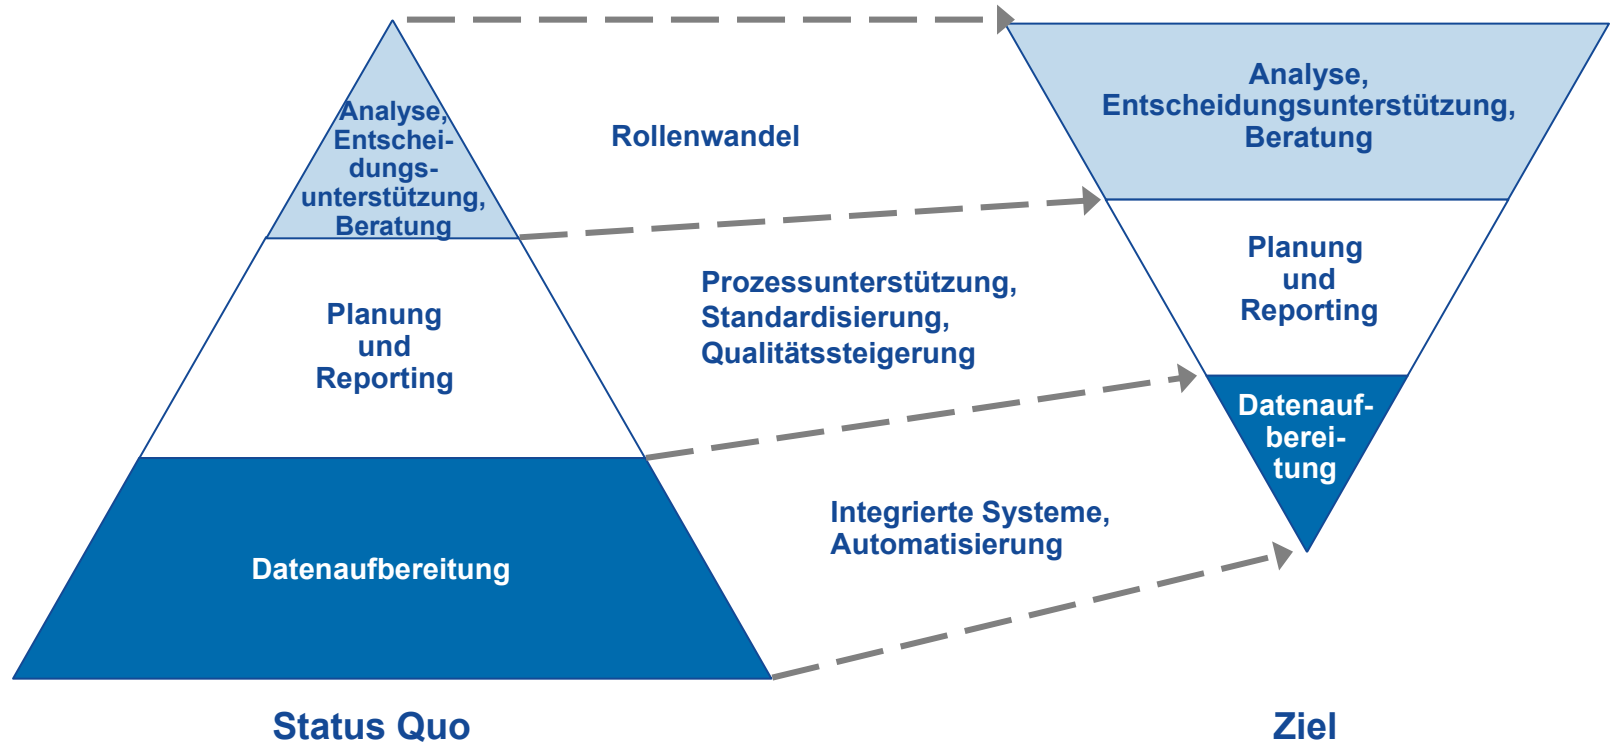 Analyse,
Entschei-
dungs-
unterstützung,
Beratung
Planung
und
Reporting
Datenaufbereitung
Status Quo
Rollenwandel
Prozessunterstützung,
Standardisierung,
Qualitätssteigerung
Integrierte Systeme,
Automatisierung
Analyse,
Entscheidungsunterstützung,
Beratung
Planung
und
Reporting
Datenauf-
berei-
tung
Ziel